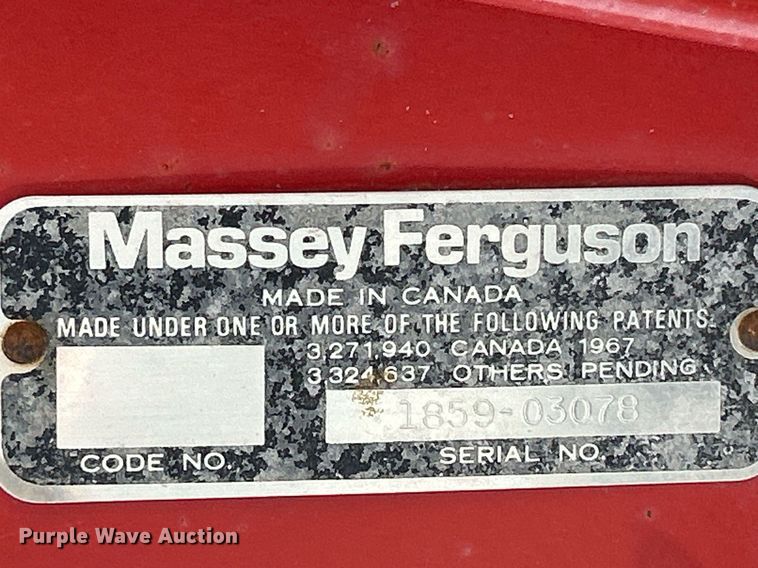 Massey Ferguson
MADE IN CANADA
MADE UNDER ONE OR MORE OF THE FOLLOWING PATENTS:
3,271,940 CANADA 1967
3,324,637 OTHERS PENDING
1859-03078
CODE NO.
SERIAL NO.
Purple Wave Auction